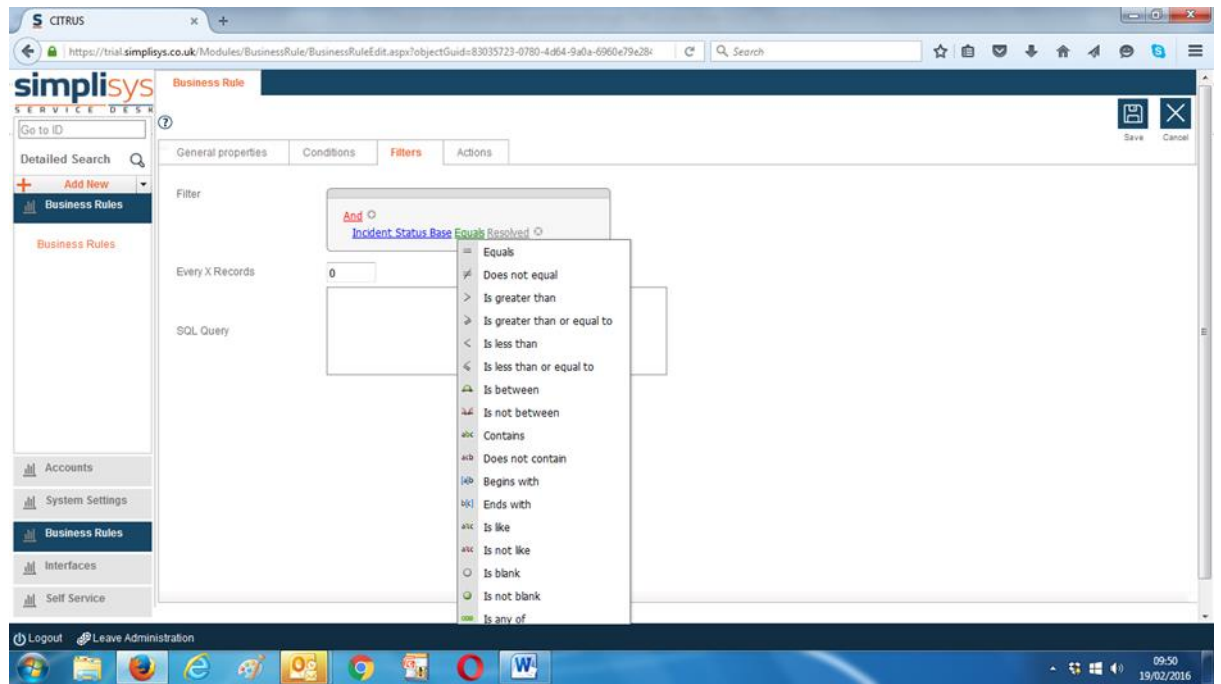 S CITRUS
https://trial.simplisys.co.uk/Modules/BusinessRule/BusinessRuleEdit.aspx?objectGuid=83035723-0780-4d64-9a0a-6960e79e28
Search
simplisys
SERVICE DESK
Business Rule
Go to ID
Save Cancel
Detailed Search
General properties Conditions Filters Actions
Add New
Business Rules
Business Rules
Filter
And
Incident Status Base Equals Resolved
Every X Records
0
SQL Query
Equals
Does not equal
Is greater than
Is greater than or equal to
Is less than
Is less than or equal to
Is between
Is not between
Contains
Does not contain
Begins with
Ends with
Is like
Is not like
Is blank
Is not blank
Is any of
Accounts
System Settings
Business Rules
Interfaces
Self Service
Logout Leave Administration
09:50
19/02/2016